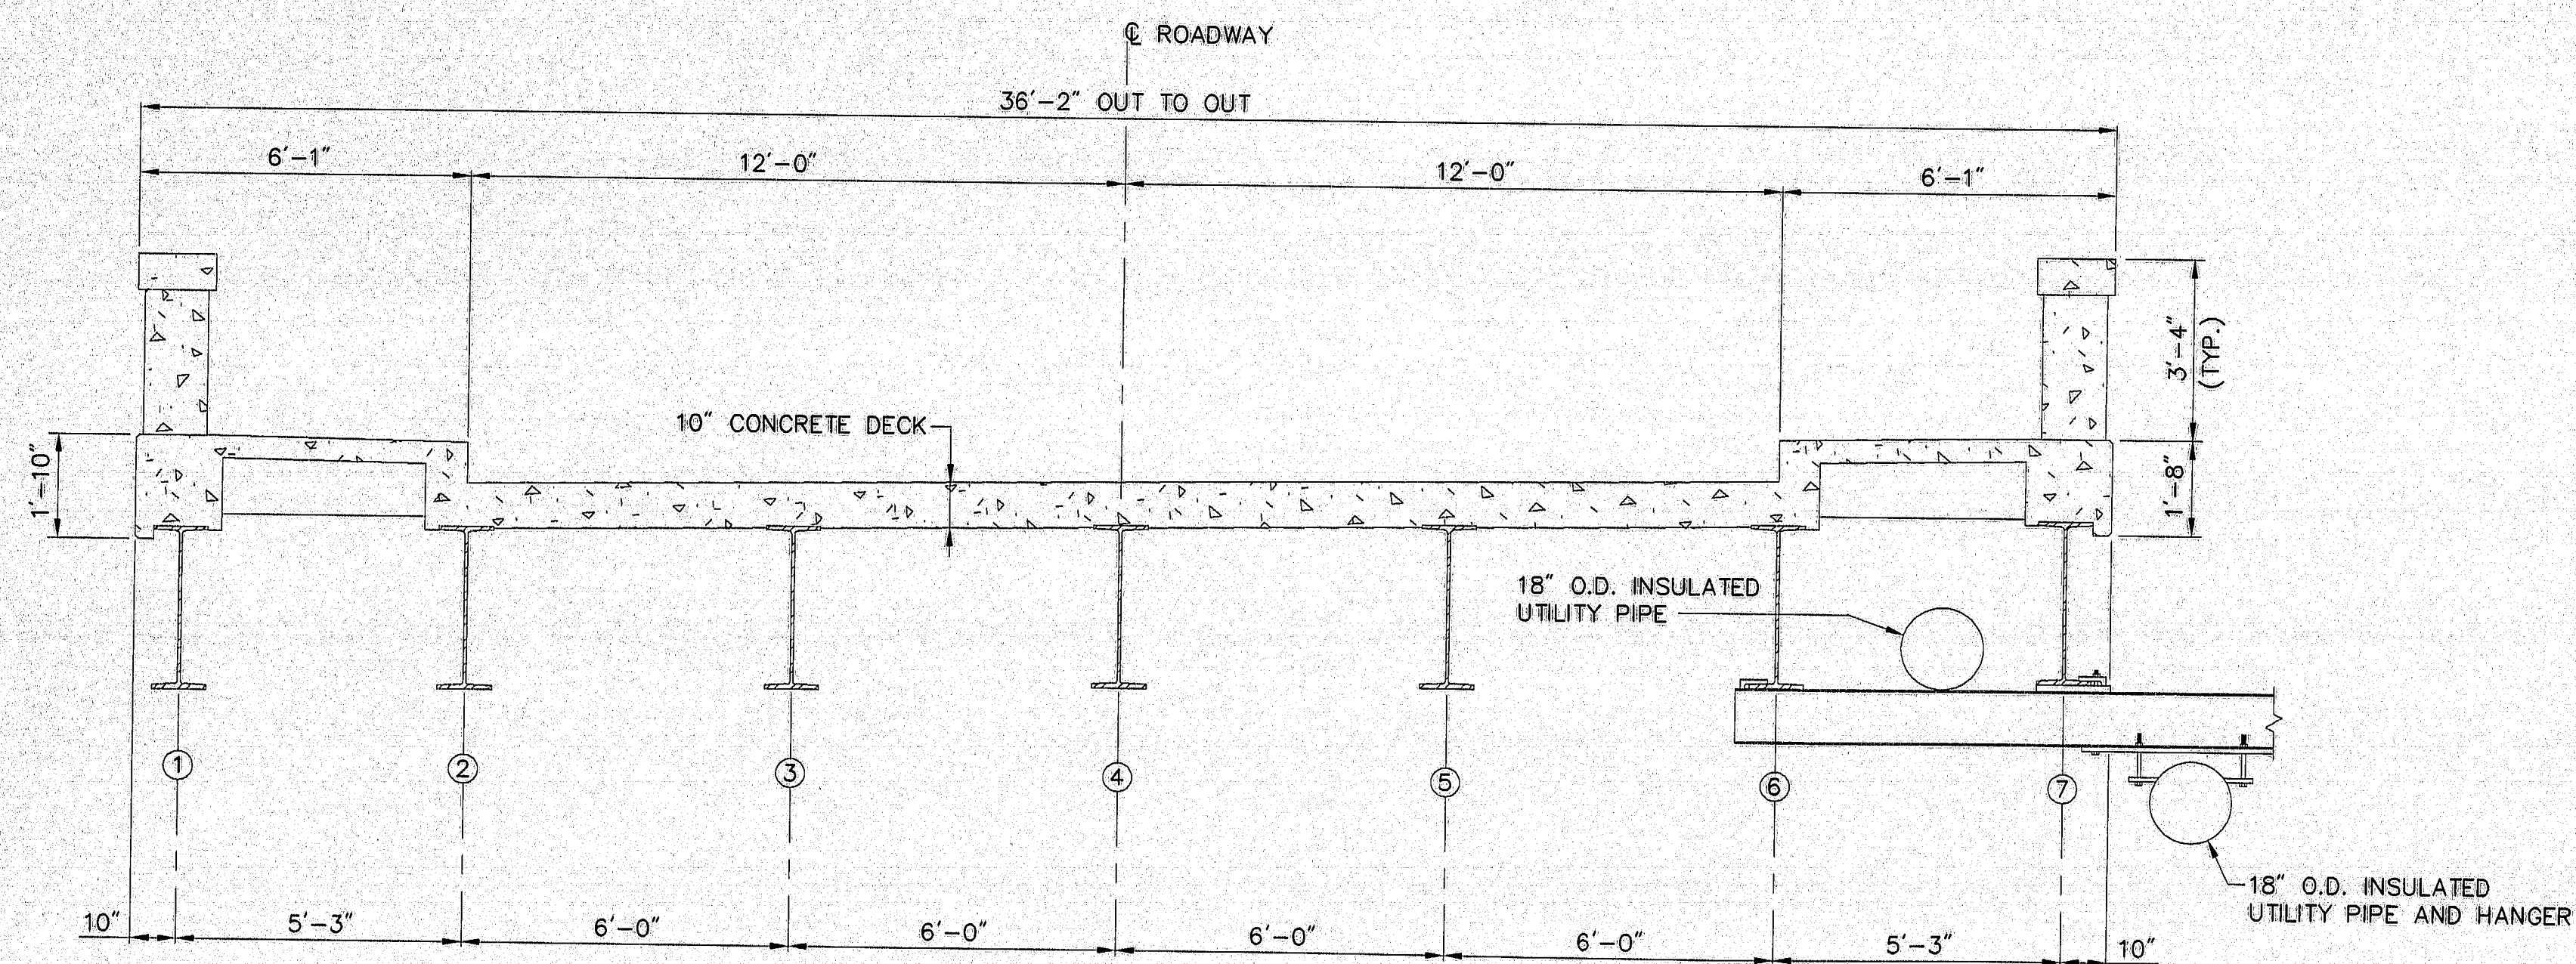 ℄ ROADWAY
36'-2" OUT TO OUT
6'-1"
12'-0"
12'-0"
6'-1"
3'-4"
(TYP.)
10" CONCRETE DECK
1'-10"
1'-8"
18" O.D. INSULATED
UTILITY PIPE
1
2
3
4
5
6
7
18" O.D. INSULATED
UTILITY PIPE AND HANGER
10"
5'-3"
6'-0"
6'-0"
6'-0"
6'-0"
5'-3"
10"